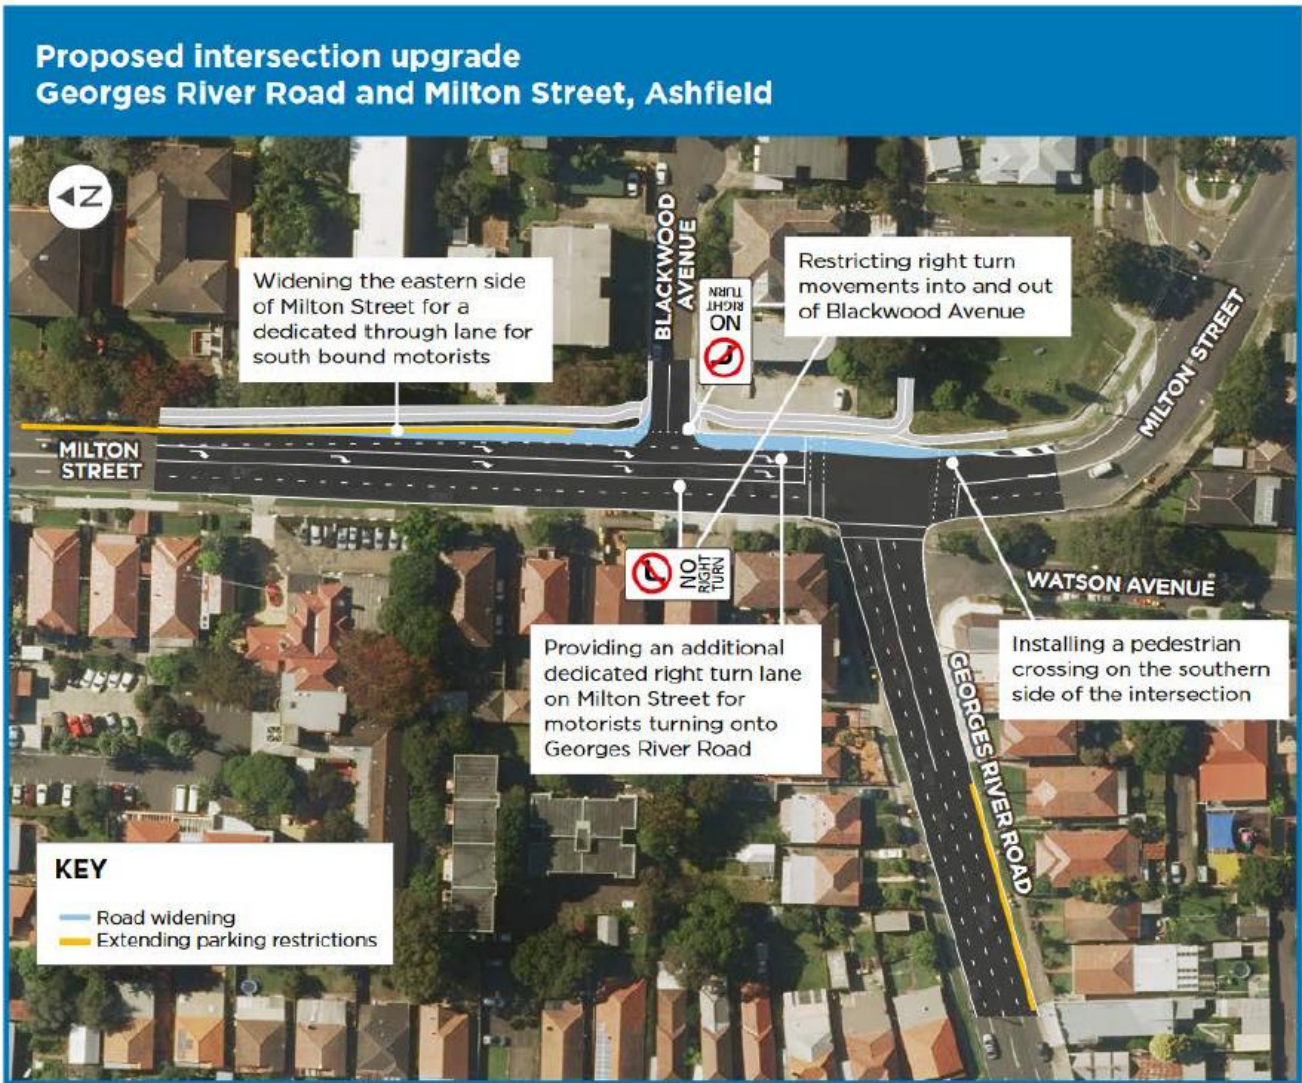 Proposed intersection upgrade
Georges River Road and Milton Street, Ashfield
N
BLACKWOOD
AVENUE
Widening the eastern side
of Milton Street for a
dedicated through lane for
south bound motorists
NO
RIGHT
TURN
Restricting right turn
movements into and out
of Blackwood Avenue
MILTON STREET
MILTON
STREET
NO
RIGHT
TURN
WATSON AVENUE
Providing an additional
dedicated right turn lane
on Milton Street for
motorists turning onto
Georges River Road
Installing a pedestrian
crossing on the southern
side of the intersection
GEORGES RIVER ROAD
KEY
Road widening
Extending parking restrictions